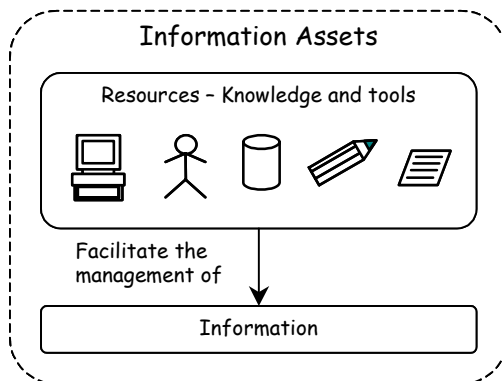 Information Assets
Resources – Knowledge and tools
Facilitate the
management of
Information